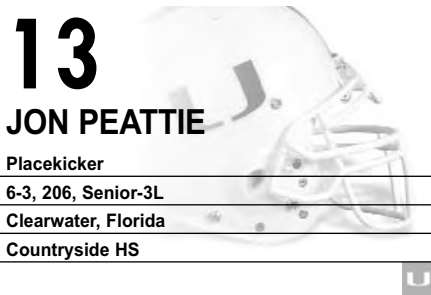 13
JON PEATTIE
Placekicker
6-3, 206, Senior-3L
Clearwater, Florida
Countryside HS
U